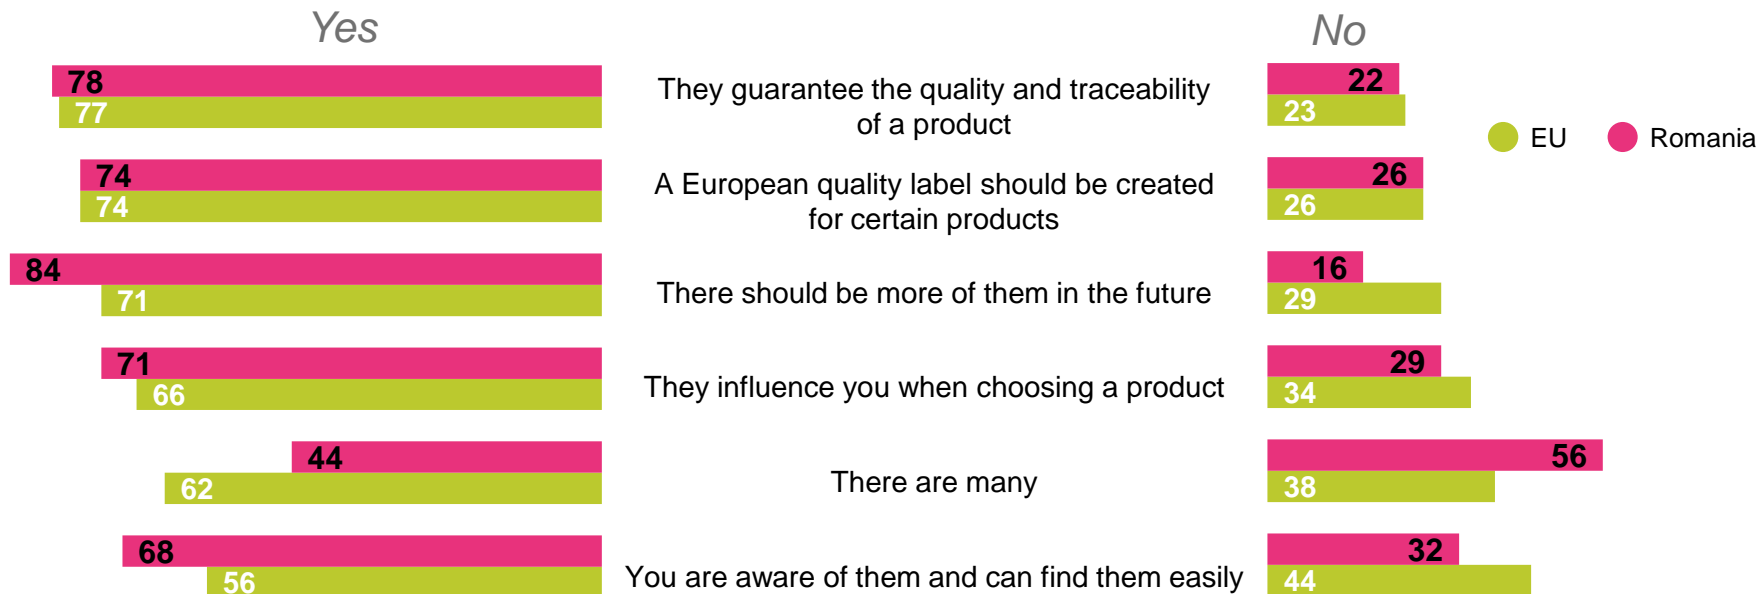 Yes
No
78
77
They guarantee the quality and traceability
of a product
22
23
EU
Romania
74
74
A European quality label should be created
for certain products
26
26
84
71
There should be more of them in the future
16
29
71
66
They influence you when choosing a product
29
34
44
62
There are many
56
38
68
56
You are aware of them and can find them easily
32
44